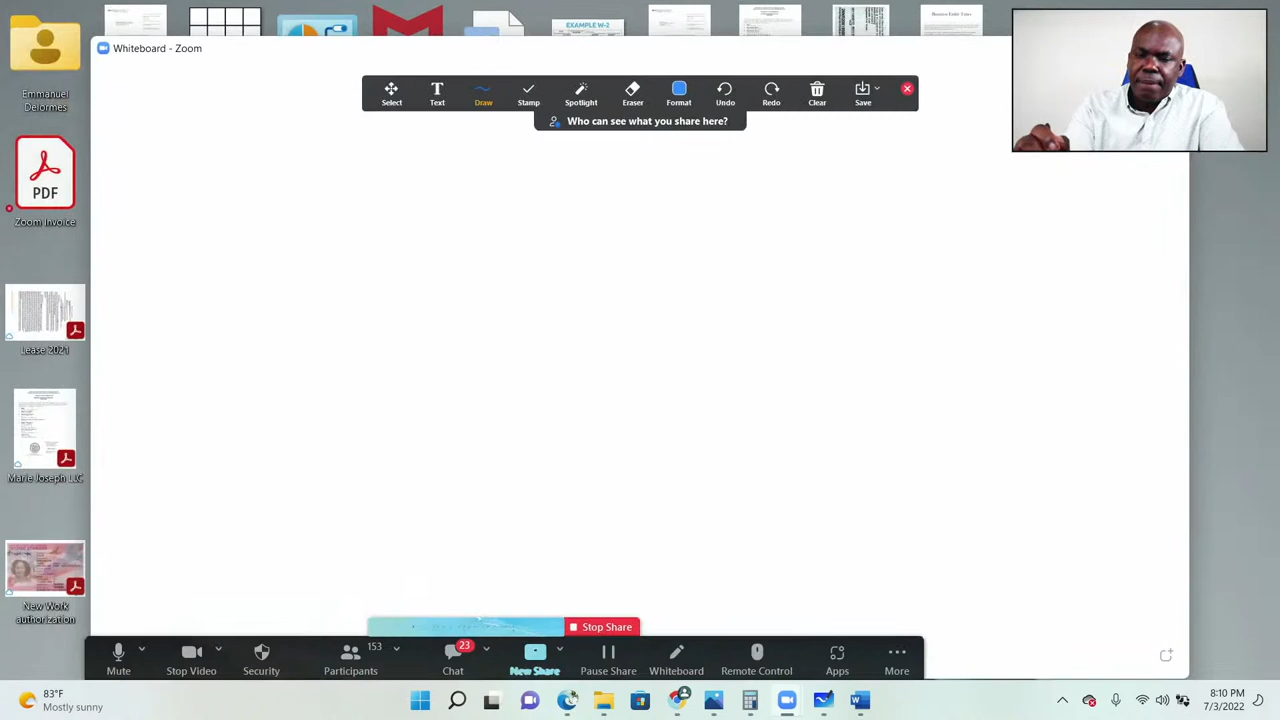 EXAMPLE W-2
Whiteboard - Zoom
Select
Text
Draw
Stamp
Spotlight
Eraser
Format
Undo
Redo
Clear
Save
Who can see what you share here?
Emmanuel
Delormes
PDF
Zoom Invoice
Lease 2021
Marie Joseph LLC
New Work
authorization
Stop Share
Mute
Stop Video
Security
153
Participants
23
Chat
New Share
Pause Share
Whiteboard
Remote Control
Apps
More
83°F
Mostly sunny
8:10 PM
7/3/2022